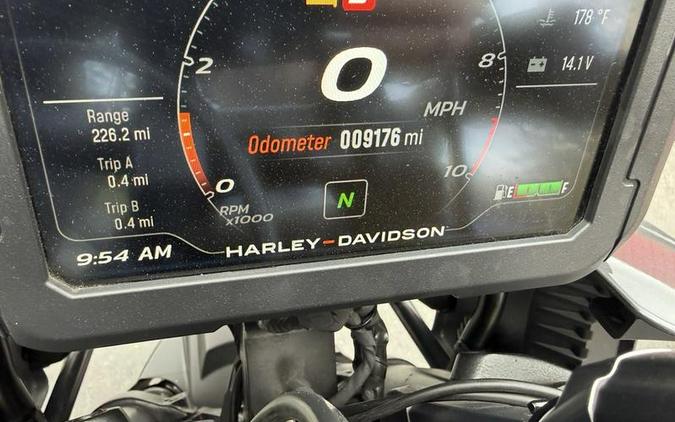 178 °F
2
0
8
14.1 V
Range
226.2 mi
MPH
Odometer 009176 mi
Trip A
0.4 mi
10
0
E F
N
Trip B
0.4 mi
RPM
x1000
9:54 AM
HARLEY-DAVIDSON